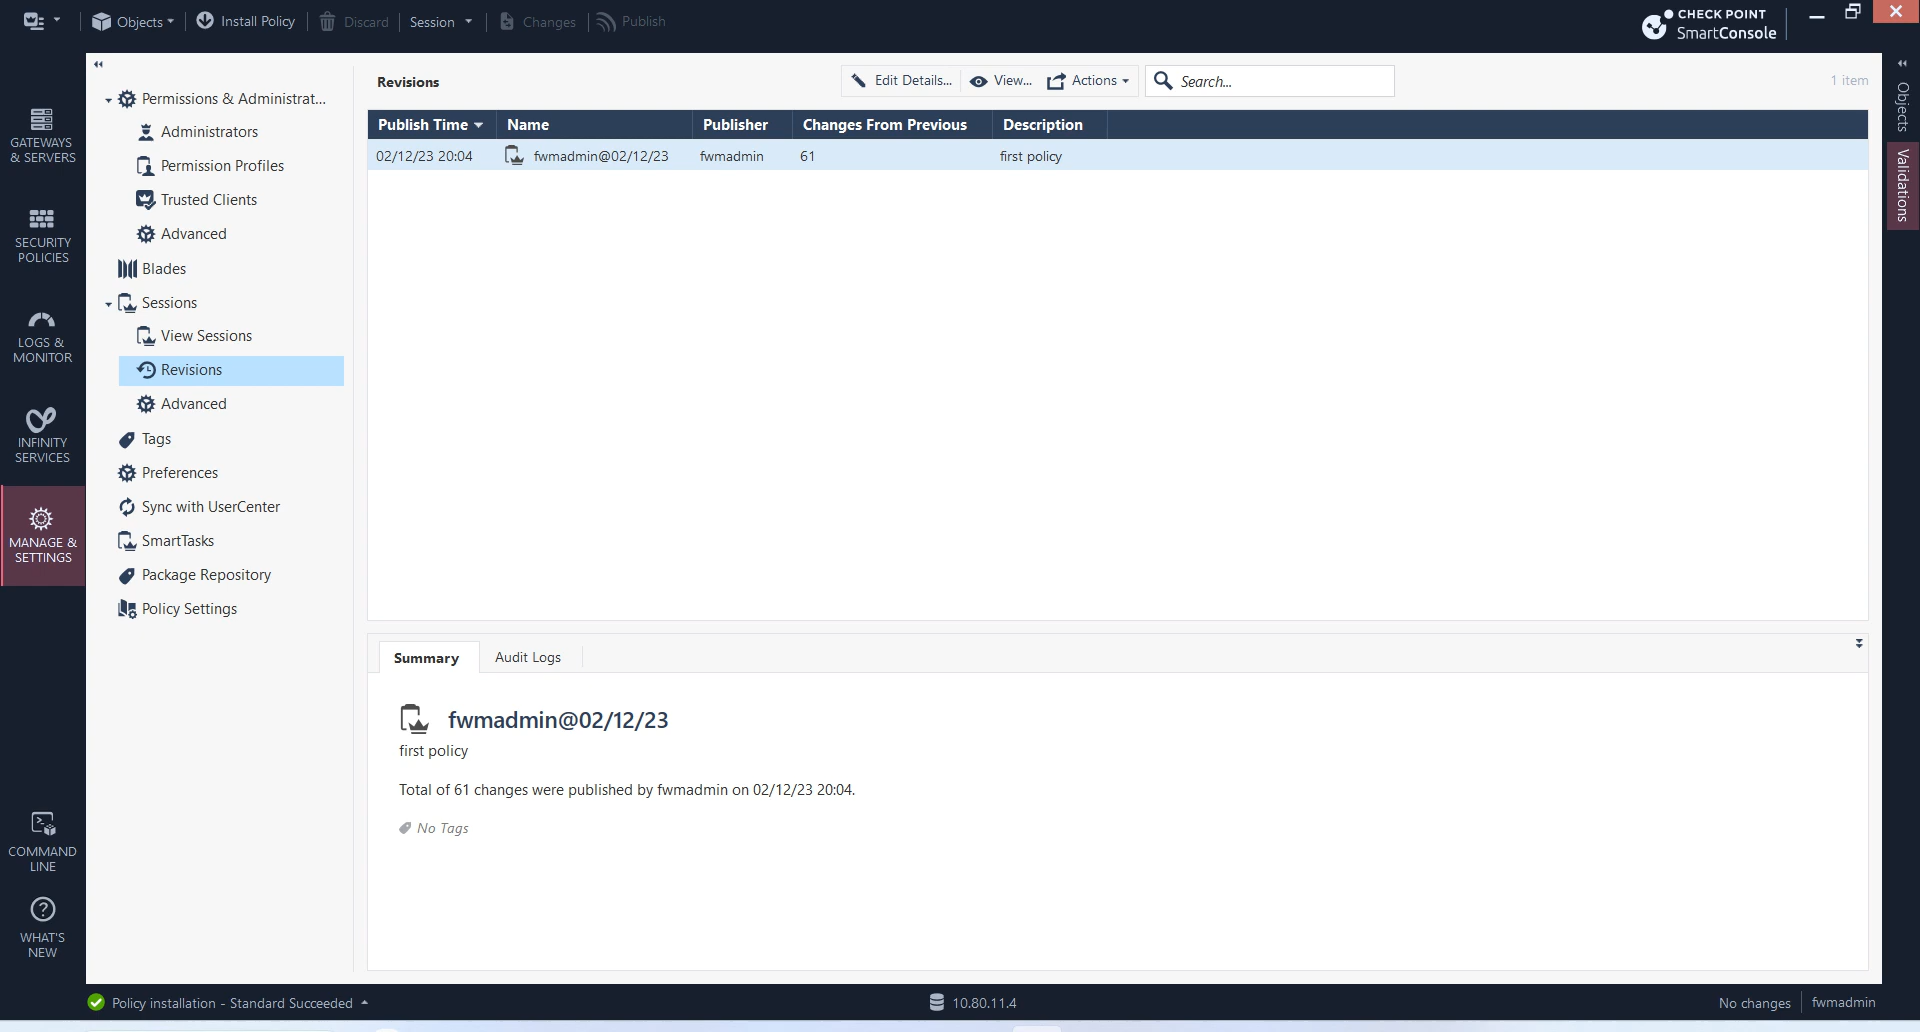 Objects
Install Policy
Discard
Session
Changes
Publish
CHECK POINT
SmartConsole
GATEWAYS
& SERVERS
SECURITY
POLICIES
LOGS &
MONITOR
INFINITY
SERVICES
MANAGE &
SETTINGS
COMMAND
LINE
WHAT'S
NEW
Permissions & Administrat...
Administrators
Permission Profiles
Trusted Clients
Advanced
Blades
Sessions
View Sessions
Revisions
Advanced
Tags
Preferences
Sync with UserCenter
SmartTasks
Package Repository
Policy Settings
Revisions
Edit Details...
View...
Actions
Search...
1 item
Publish Time Name Publisher Changes From Previous Description
02/12/23 20:04 fwmadmin@02/12/23 fwmadmin 61 first policy
Summary
Audit Logs
fwmadmin@02/12/23
first policy
Total of 61 changes were published by fwmadmin on 02/12/23 20:04.
No Tags
Objects
Validations
Policy installation - Standard Succeeded
10.80.11.4
No changes
fwmadmin